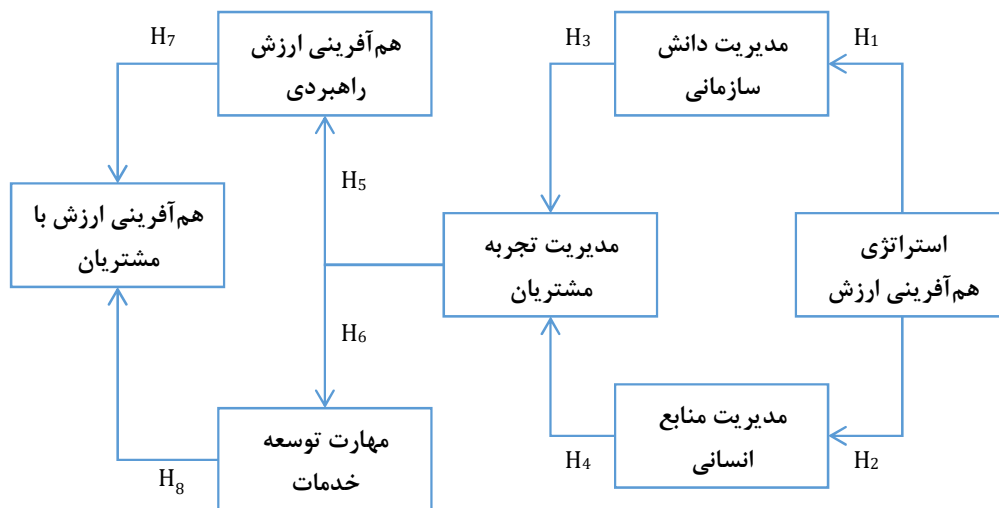 H₁
مدیریت دانش
سازمانی
H₃
هم‌آفرینی ارزش
راهبردی
H₇
استراتژی
هم‌آفرینی ارزش
مدیریت تجربه
مشتریان
H₅
H₆
هم‌آفرینی ارزش با
مشتریان
H₂
مدیریت منابع
انسانی
H₄
مهارت توسعه
خدمات
H₈